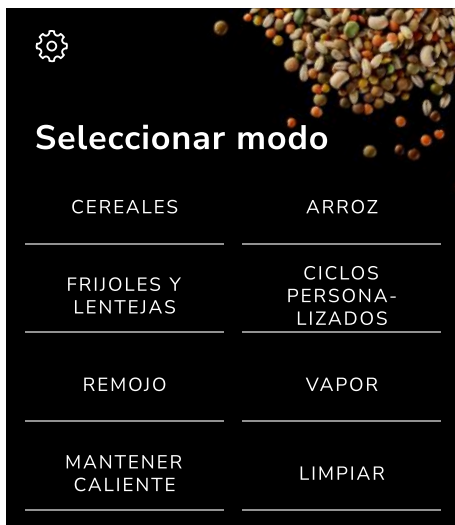 Seleccionar modo
CEREALES
ARROZ
FRIJOLES Y
LENTEJAS
CICLOS
PERSONA-
LIZADOS
REMOJO
VAPOR
MANTENER
CALIENTE
LIMPIAR